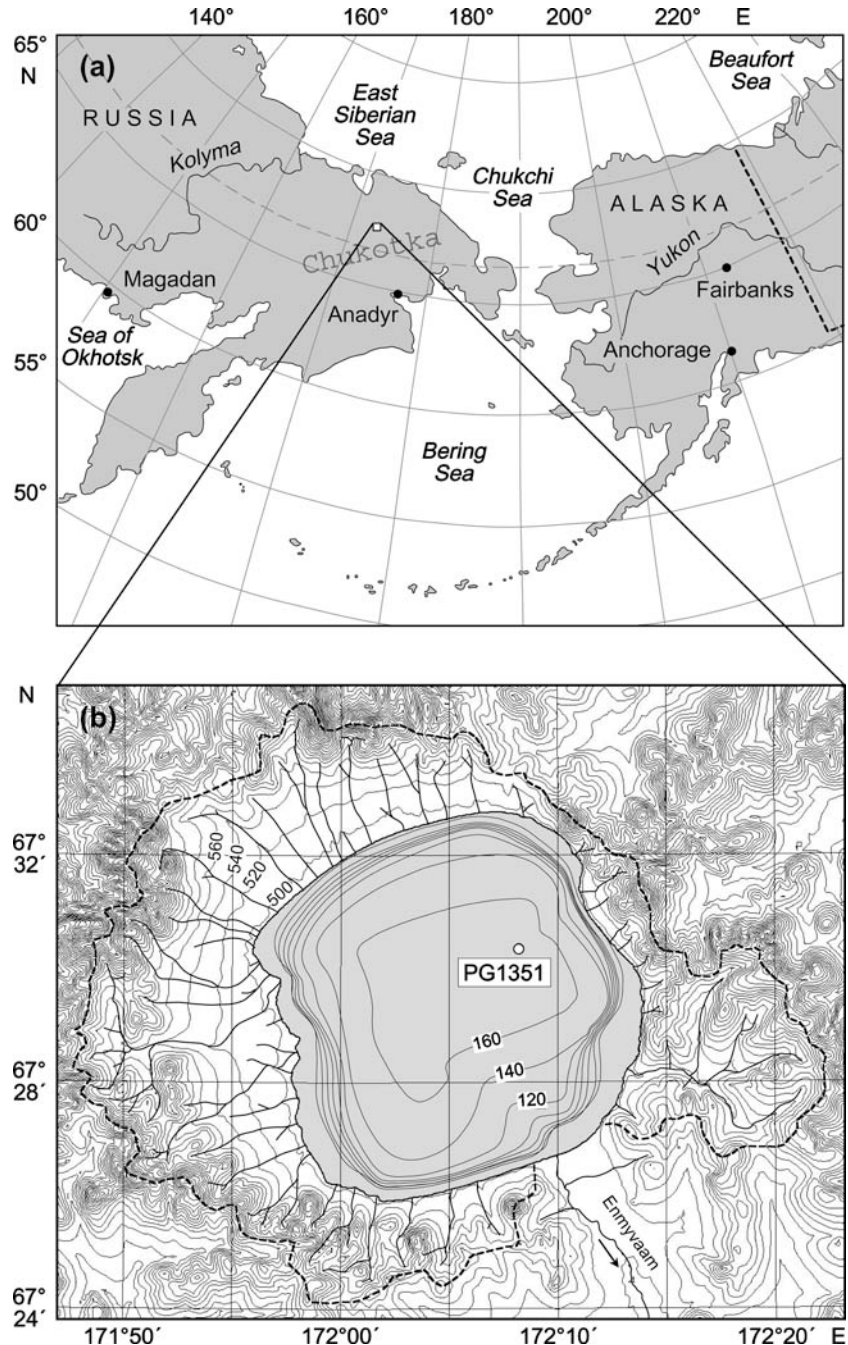 140° 160° 180° 200° 220° E
65°
N
(a)
Beaufort
Sea
East
Siberian
Sea
RUSSIA
Kolyma
Chukchi
Sea
ALASKA
60°
Chukotka
Yukon
Magadan
Fairbanks
Anadyr
Sea of
Okhotsk
Anchorage
55°
Bering
Sea
50°
N
(b)
67°
32´
560
540
520
500
PG1351
160
67°
28´
140
120
Enmyvaam
67°
24´
171°50´ 172°00´ 172°10´ 172°20´ E